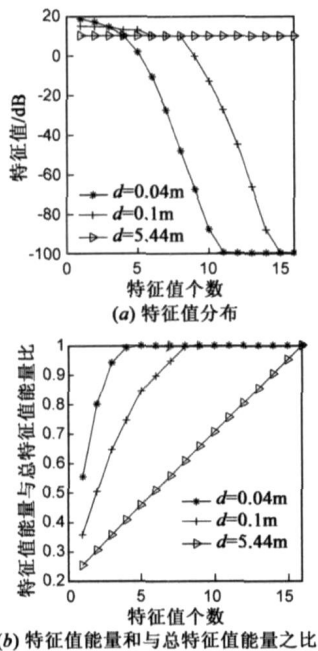 20
0
-20
-40
-60
-80
-100
特征值/dB
d=0.04m
d=0.1m
d=5.44m
0
5
10
15
特征值个数
(a) 特征值分布
1
0.9
0.8
0.7
0.6
0.5
0.4
0.3
0.2
特征值能量与总特征值能量比
d=0.04m
d=0.1m
d=5.44m
0
5
10
15
特征值个数
(b) 特征值能量和与总特征值能量之比